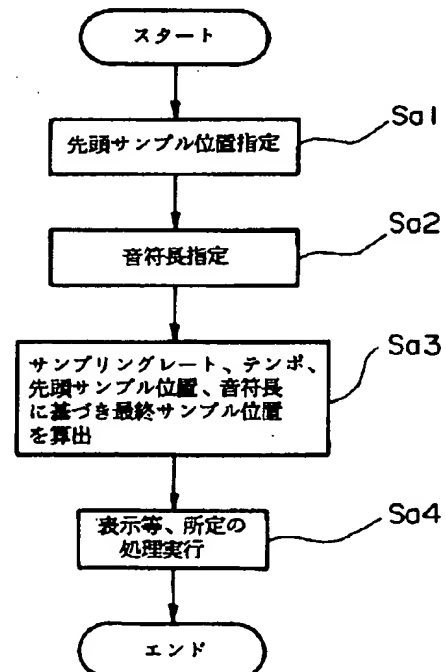 スタート
Sa1
先頭サンプル位置指定
Sa2
音符長指定
Sa3
サンプリングレート、テンポ、
先頭サンプル位置、音符長
に基づき最終サンプル位置
を算出
Sa4
表示等、所定の
処理実行
エンド